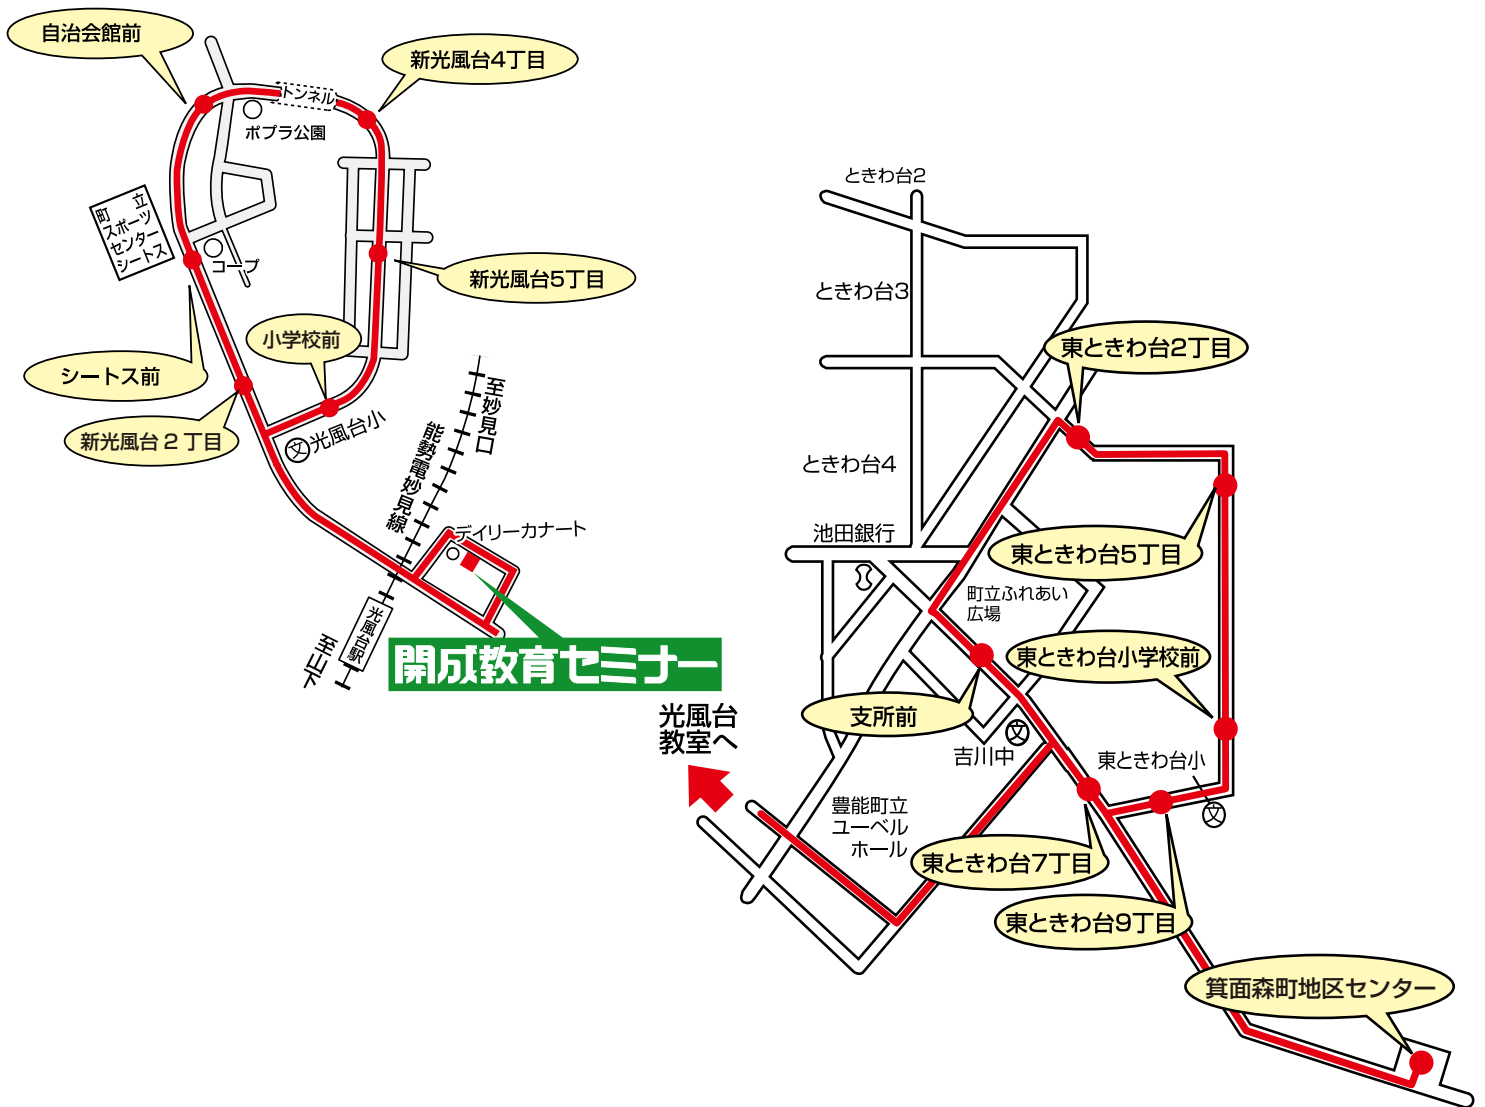 自治会館前
新光風台4丁目
トンネル
ポプラ公園
町立
スポーツ
センター
シートス
コープ
新光風台5丁目
小学校前
シートス前
新光風台2丁目
文光風台小
至妙見口
能勢電妙見線
デイリーカナート
光風台駅
至山下
開成教育セミナー
光風台
教室へ
ときわ台2
ときわ台3
東ときわ台2丁目
ときわ台4
池田銀行
東ときわ台5丁目
町立ふれあい
広場
東ときわ台小学校前
支所前
文
吉川中
東ときわ台小
文
豊能町立
ユーベル
ホール
東ときわ台7丁目
東ときわ台9丁目
箕面森町地区センター